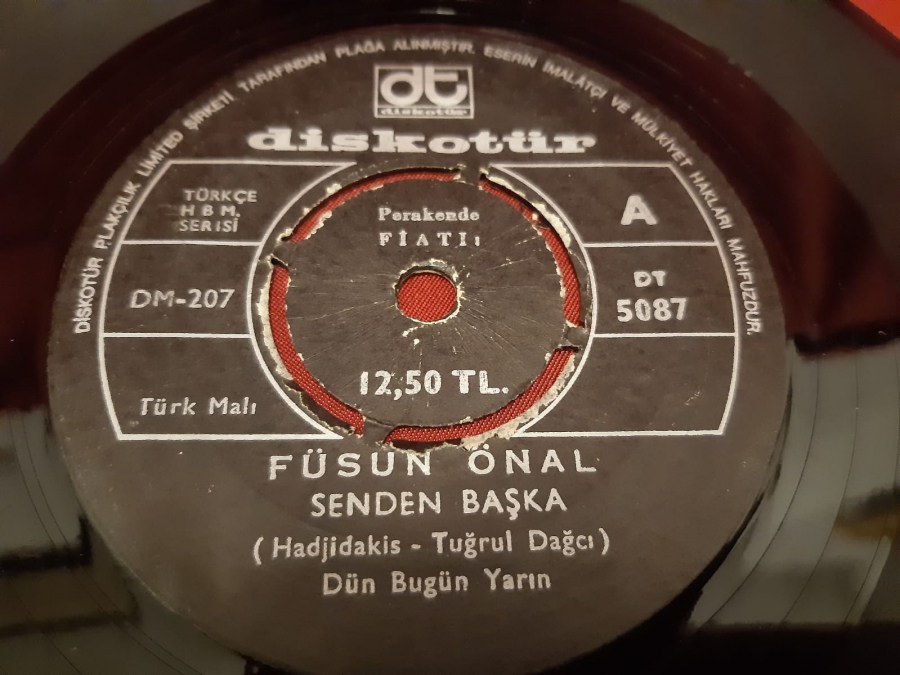 DİSKOTÜR PLAKÇILIK LİMİTED ŞİRKETİ TARAFINDAN PLAĞA ALINMIŞTIR. ESERİN İMALÂTÇI VE MÜLKİYET HAKLARI MAHFUZDUR.
dt
diskotür
diskotür
TÜRKÇE
H B M.
SERİSİ
A
Perakende
FİATI:
DM-207
DT
5087
12,50 TL.
Türk Malı
FÜSUN ÖNAL
SENDEN BAŞKA
(Hadjidakis - Tuğrul Dağcı)
Dün Bugün Yarın